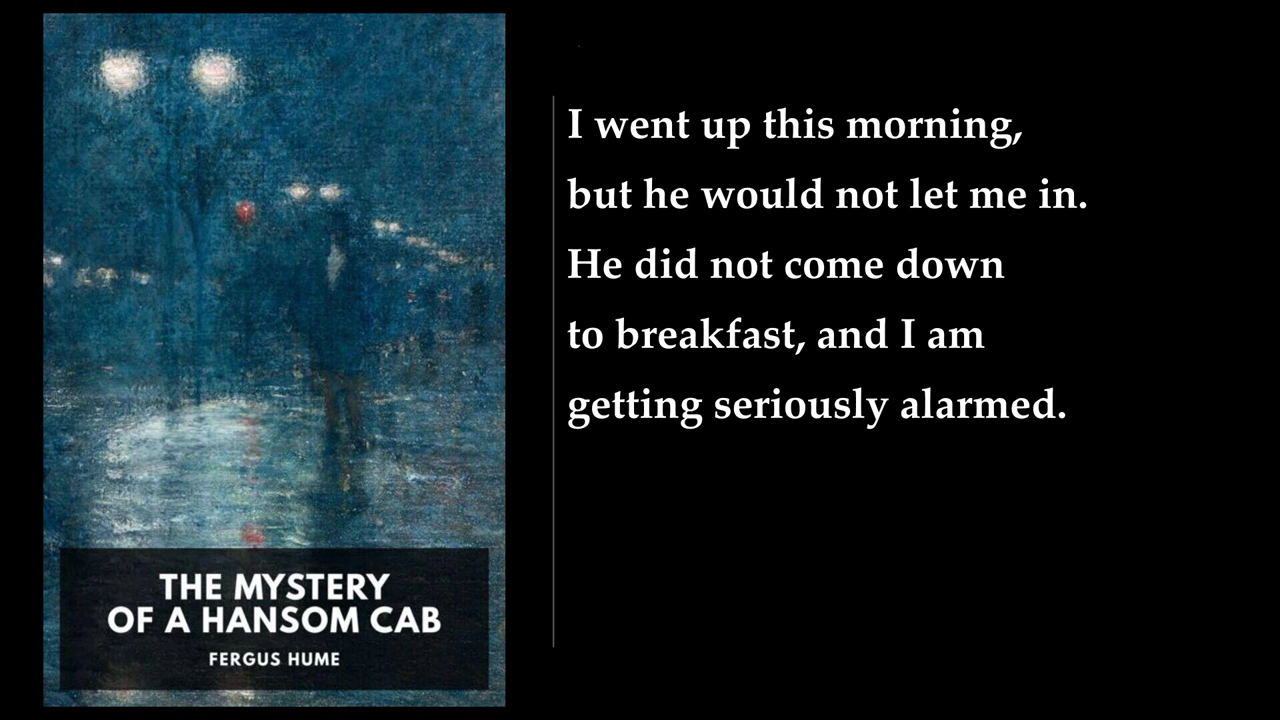 THE MYSTERY
OF A HANSOM CAB
FERGUS HUME
I went up this morning,
but he would not let me in.
He did not come down
to breakfast, and I am
getting seriously alarmed.